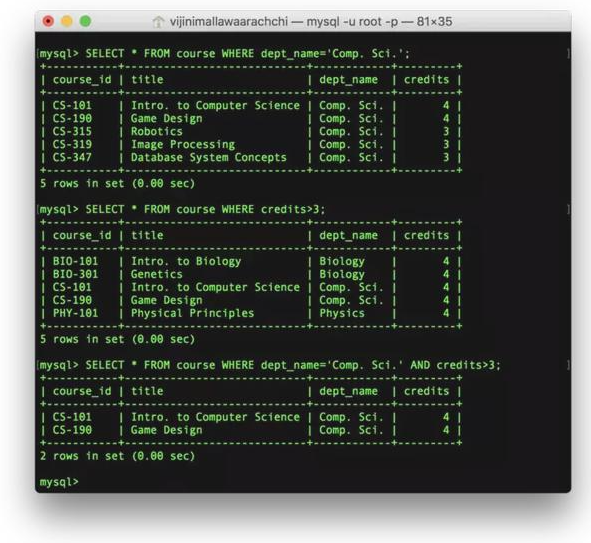 vijinimallawaarachchi — mysql -u root -p — 81×35
[mysql> SELECT * FROM course WHERE dept_name='Comp. Sci.'; ]
+-----------+----------------------------+------------+---------+
| course_id | title                      | dept_name  | credits |
+-----------+----------------------------+------------+---------+
| CS-101    | Intro. to Computer Science | Comp. Sci. |       4 |
| CS-190    | Game Design                | Comp. Sci. |       4 |
| CS-315    | Robotics                   | Comp. Sci. |       3 |
| CS-319    | Image Processing           | Comp. Sci. |       3 |
| CS-347    | Database System Concepts   | Comp. Sci. |       3 |
+-----------+----------------------------+------------+---------+
5 rows in set (0.00 sec)
[mysql> SELECT * FROM course WHERE credits>3; ]
+-----------+----------------------------+------------+---------+
| course_id | title                      | dept_name  | credits |
+-----------+----------------------------+------------+---------+
| BIO-101   | Intro. to Biology          | Biology    |       4 |
| BIO-301   | Genetics                   | Biology    |       4 |
| CS-101    | Intro. to Computer Science | Comp. Sci. |       4 |
| CS-190    | Game Design                | Comp. Sci. |       4 |
| PHY-101   | Physical Principles        | Physics    |       4 |
+-----------+----------------------------+------------+---------+
5 rows in set (0.00 sec)
[mysql> SELECT * FROM course WHERE dept_name='Comp. Sci.' AND credits>3; ]
+-----------+----------------------------+------------+---------+
| course_id | title                      | dept_name  | credits |
+-----------+----------------------------+------------+---------+
| CS-101    | Intro. to Computer Science | Comp. Sci. |       4 |
| CS-190    | Game Design                | Comp. Sci. |       4 |
+-----------+----------------------------+------------+---------+
2 rows in set (0.00 sec)
mysql>